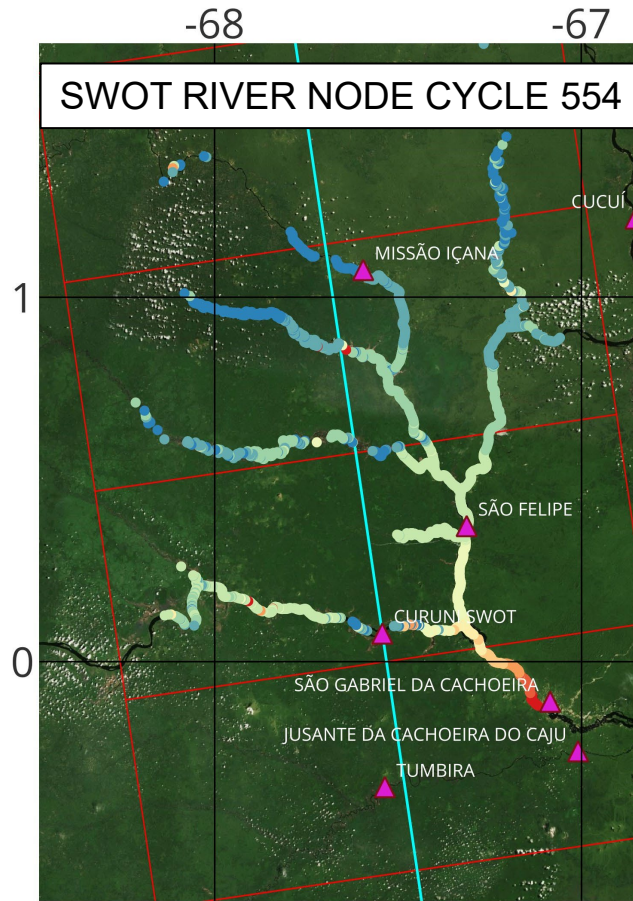 -68
-67
SWOT RIVER NODE CYCLE 554
CUCUÍ
MISSÃO IÇANA
1
SÃO FELIPE
CURUNI SWOT
0
SÃO GABRIEL DA CACHOEIRA
JUSANTE DA CACHOEIRA DO CAJU
TUMBIRA